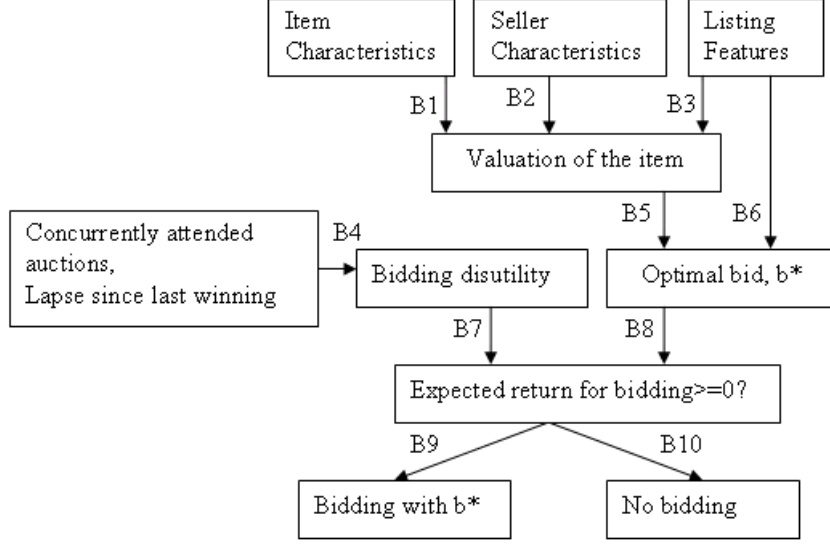 Item
Characteristics
Seller
Characteristics
Listing
Features
B1
B2
B3
Valuation of the item
B5
B6
Concurrently attended
auctions,
Lapse since last winning
B4
Bidding disutility
Optimal bid, b*
B7
B8
Expected return for bidding>=0?
B9
B10
Bidding with b*
No bidding